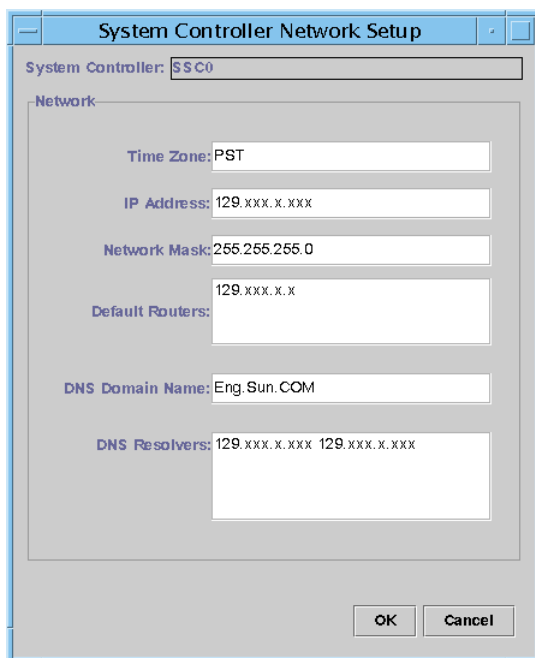 System Controller Network Setup
System Controller: SSC0
Network
Time Zone: PST
IP Address: 129.xxx.x.xxx
Network Mask: 255.255.255.0
Default Routers: 129.xxx.x.x
DNS Domain Name: Eng.Sun.COM
DNS Resolvers: 129.xxx.x.xxx 129.xxx.x.xxx
OK Cancel